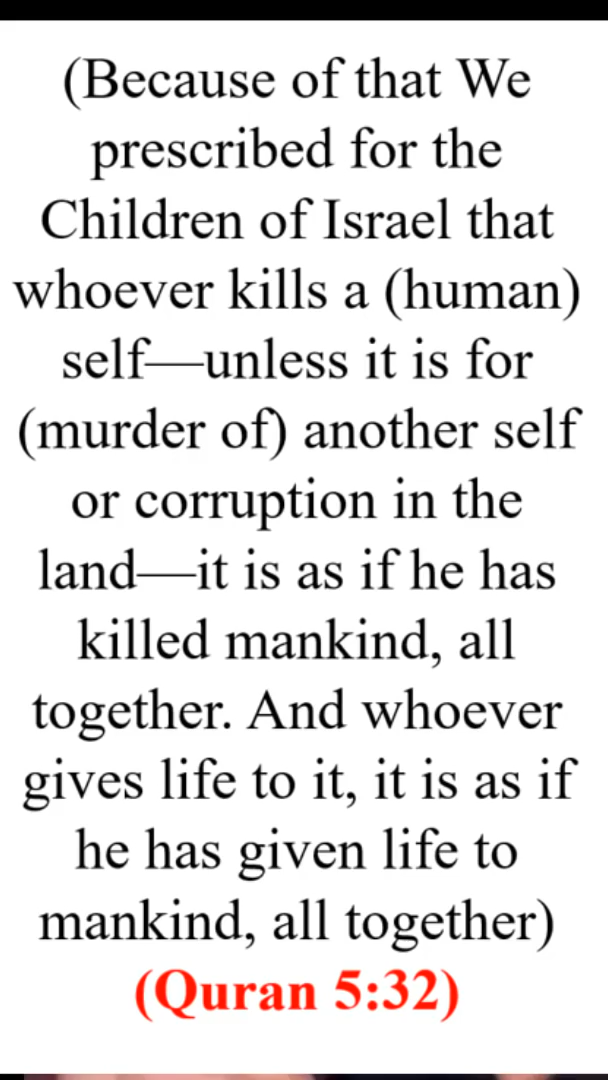 (Because of that We
prescribed for the
Children of Israel that
whoever kills a (human)
self—unless it is for
(murder of) another self
or corruption in the
land—it is as if he has
killed mankind, all
together. And whoever
gives life to it, it is as if
he has given life to
mankind, all together)
(Quran 5:32)